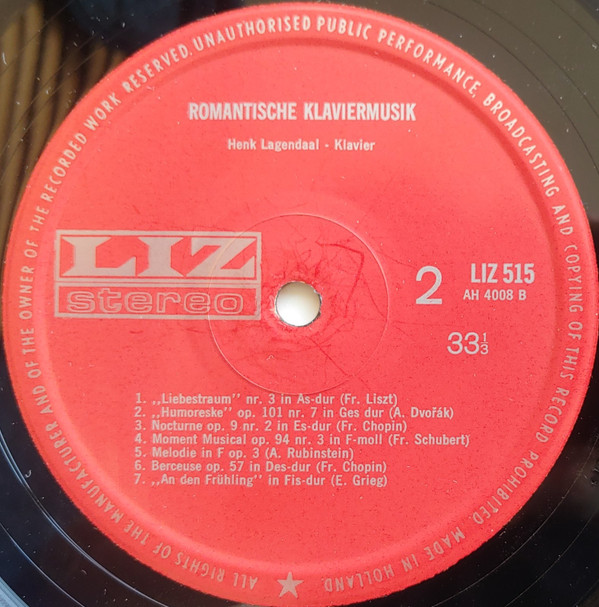 ALL RIGHTS OF THE MANUFACTURER AND OF THE OWNER OF THE RECORDED WORK RESERVED. UNAUTHORISED PUBLIC PERFORMANCE, BROADCASTING AND COPYING OF THIS RECORD PROHIBITED. MADE IN HOLLAND
ROMANTISCHE KLAVIERMUSIK
Henk Lagendaal - Klavier
LIZ
stereo
2
LIZ 515
AH 4008 B
33⅓
1. „Liebestraum” nr. 3 in As-dur (Fr. Liszt)
2. „Humoreske” op. 101 nr. 7 in Ges dur (A. Dvořák)
3. Nocturne op. 9 nr. 2 in Es-dur (Fr. Chopin)
4. Moment Musical op. 94 nr. 3 in F-moll (Fr. Schubert)
5. Melodie in F op. 3 (A. Rubinstein)
6. Berceuse op. 57 in Des-dur (Fr. Chopin)
7. „An den Frühling” in Fis-dur (E. Grieg)